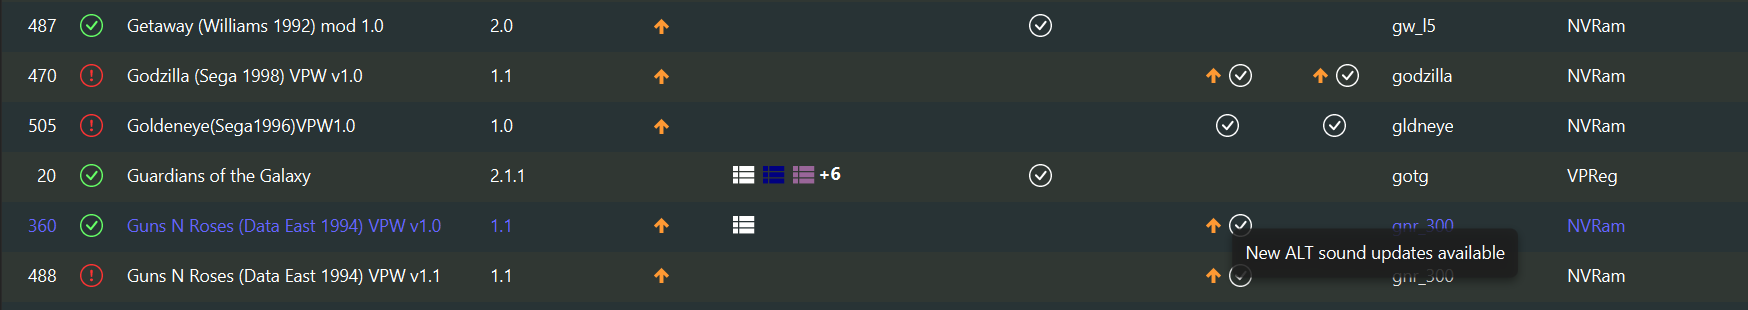 487 Getaway (Williams 1992) mod 1.0 2.0 gw_l5 NVRam
470 Godzilla (Sega 1998) VPW v1.0 1.1 godzilla NVRam
505 Goldeneye(Sega1996)VPW1.0 1.0 gldneye NVRam
20 Guardians of the Galaxy 2.1.1 +6 gotg VPReg
360 Guns N Roses (Data East 1994) VPW v1.0 1.1 gnr_300 NVRam
New ALT sound updates available
488 Guns N Roses (Data East 1994) VPW v1.1 1.1 gnr_300 NVRam